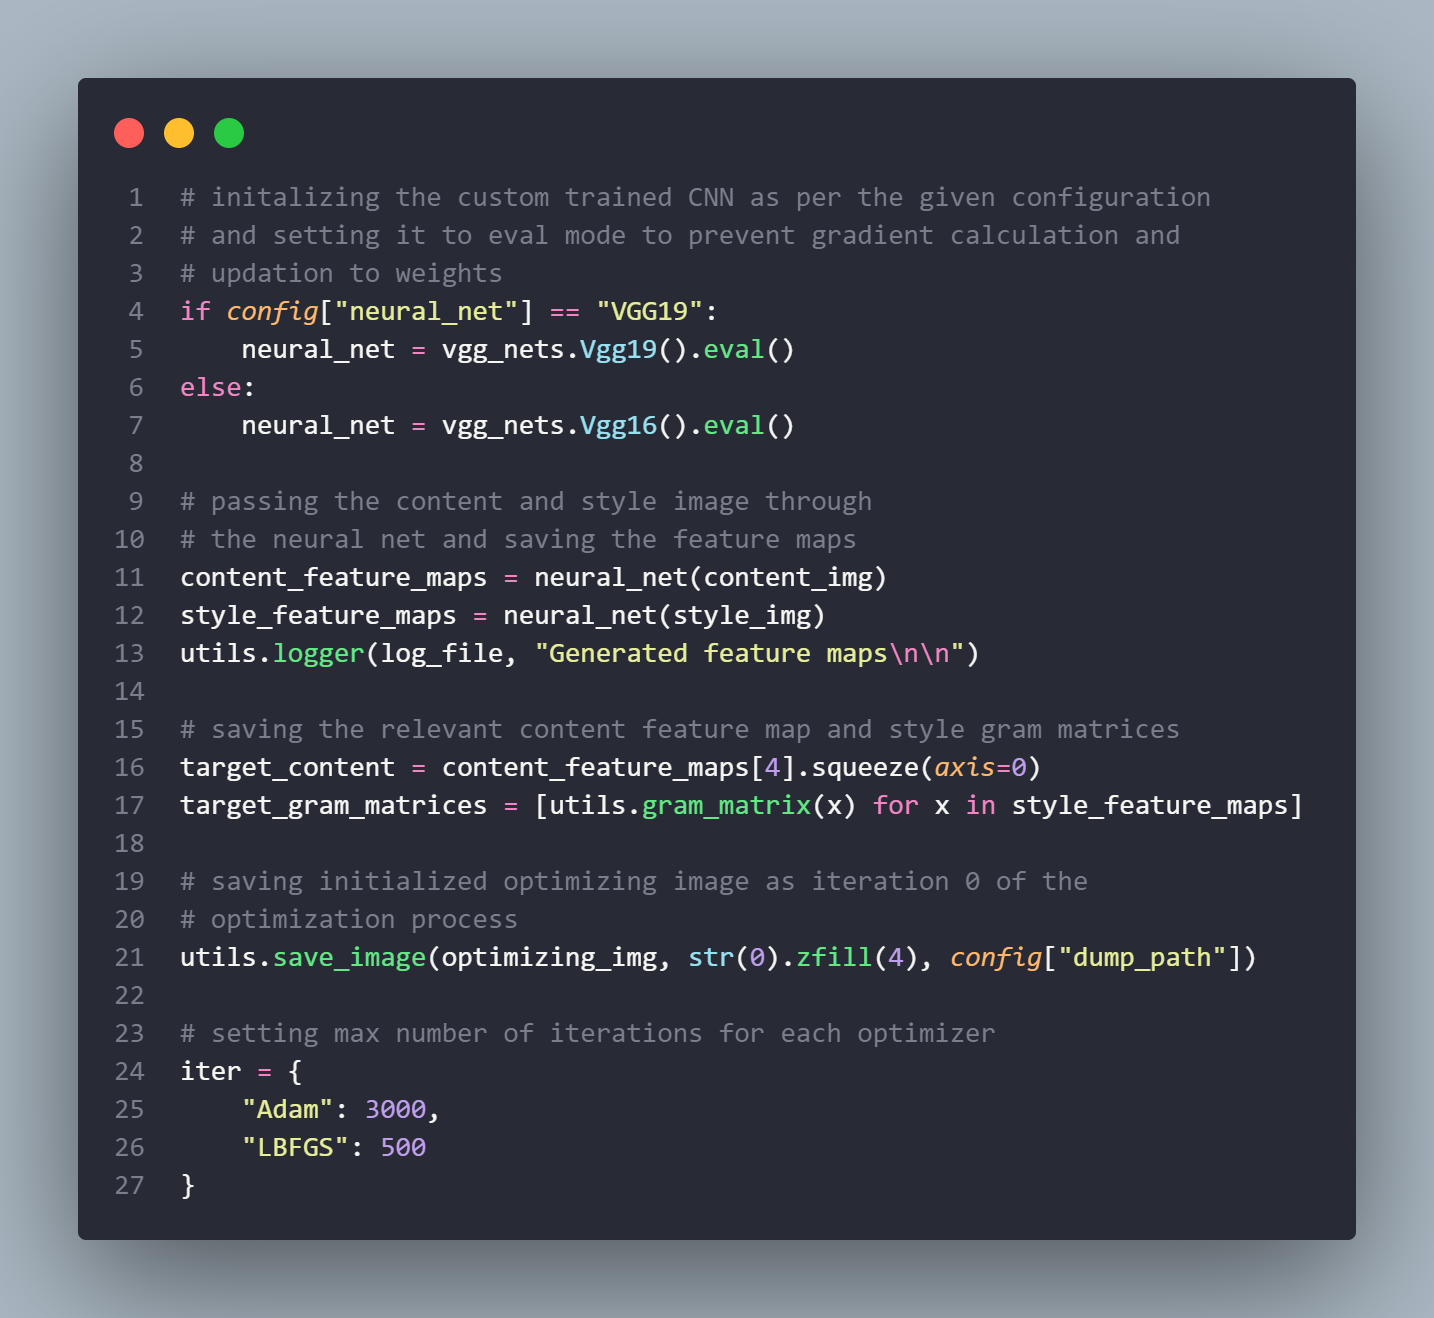 1 # initalizing the custom trained CNN as per the given configuration
2 # and setting it to eval mode to prevent gradient calculation and
3 # updation to weights
4 if config["neural_net"] == "VGG19":
5     neural_net = vgg_nets.Vgg19().eval()
6 else:
7     neural_net = vgg_nets.Vgg16().eval()
8
9 # passing the content and style image through
10 # the neural net and saving the feature maps
11 content_feature_maps = neural_net(content_img)
12 style_feature_maps = neural_net(style_img)
13 utils.logger(log_file, "Generated feature maps\n\n")
14
15 # saving the relevant content feature map and style gram matrices
16 target_content = content_feature_maps[4].squeeze(axis=0)
17 target_gram_matrices = [utils.gram_matrix(x) for x in style_feature_maps]
18
19 # saving initialized optimizing image as iteration 0 of the
20 # optimization process
21 utils.save_image(optimizing_img, str(0).zfill(4), config["dump_path"])
22
23 # setting max number of iterations for each optimizer
24 iter = {
25     "Adam": 3000,
26     "LBFGS": 500
27 }